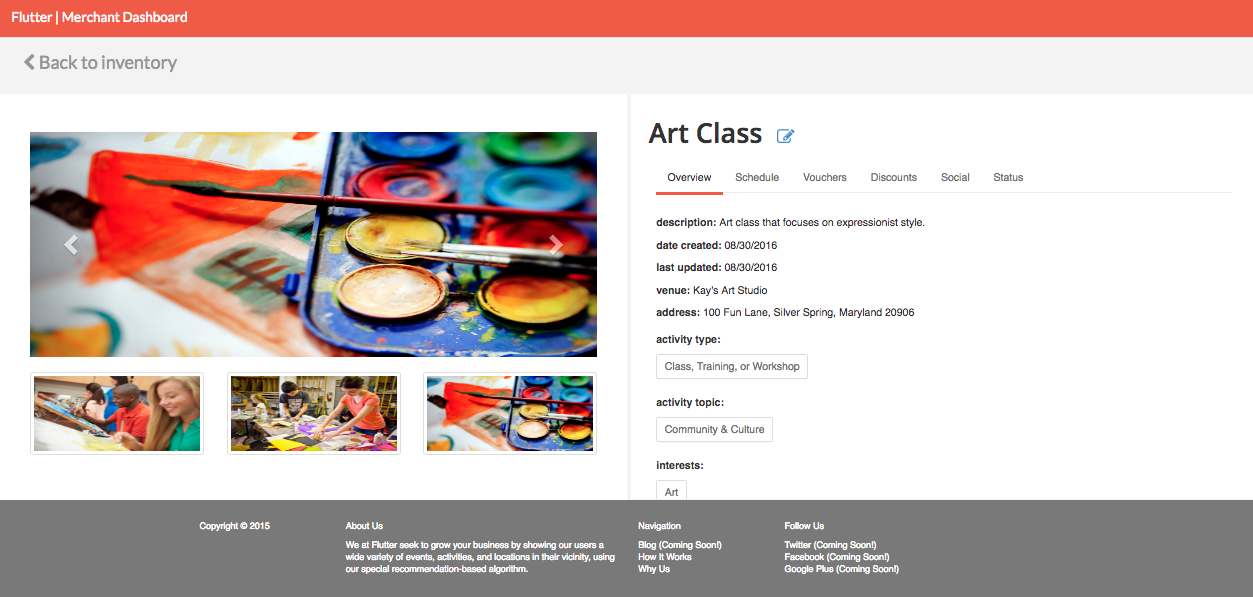 Flutter | Merchant Dashboard
Back to inventory
Art Class
Overview Schedule Vouchers Discounts Social Status
description: Art class that focuses on expressionist style.
date created: 08/30/2016
last updated: 08/30/2016
venue: Kay's Art Studio
address: 100 Fun Lane, Silver Spring, Maryland 20906
activity type:
Class, Training, or Workshop
activity topic:
Community & Culture
interests:
Art
Copyright © 2015
About Us
We at Flutter seek to grow your business by showing our users a
wide variety of events, activities, and locations in their vicinity, using
our special recommendation-based algorithm.
Navigation
Blog (Coming Soon!)
How It Works
Why Us
Follow Us
Twitter (Coming Soon!)
Facebook (Coming Soon!)
Google Plus (Coming Soon!)